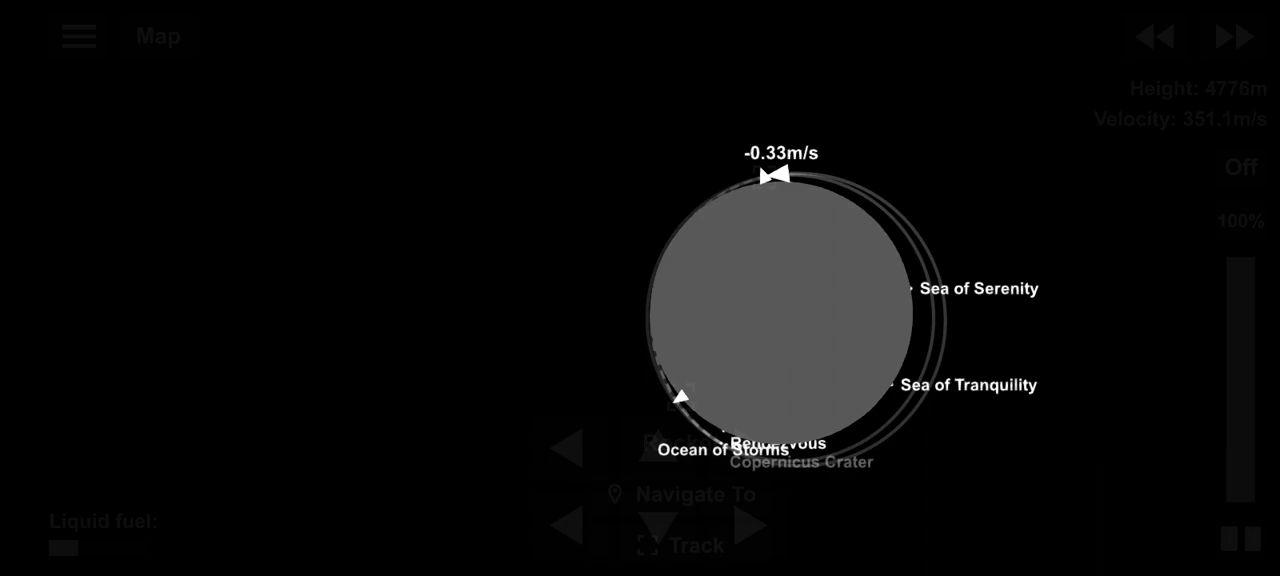 Map
Height: 4776m
Velocity: 351.1m/s
-0.33m/s
Off
100%
Sea of Serenity
Sea of Tranquility
Rendezvous
Ocean of Storms
Copernicus Crater
Navigate To
Liquid fuel:
Track